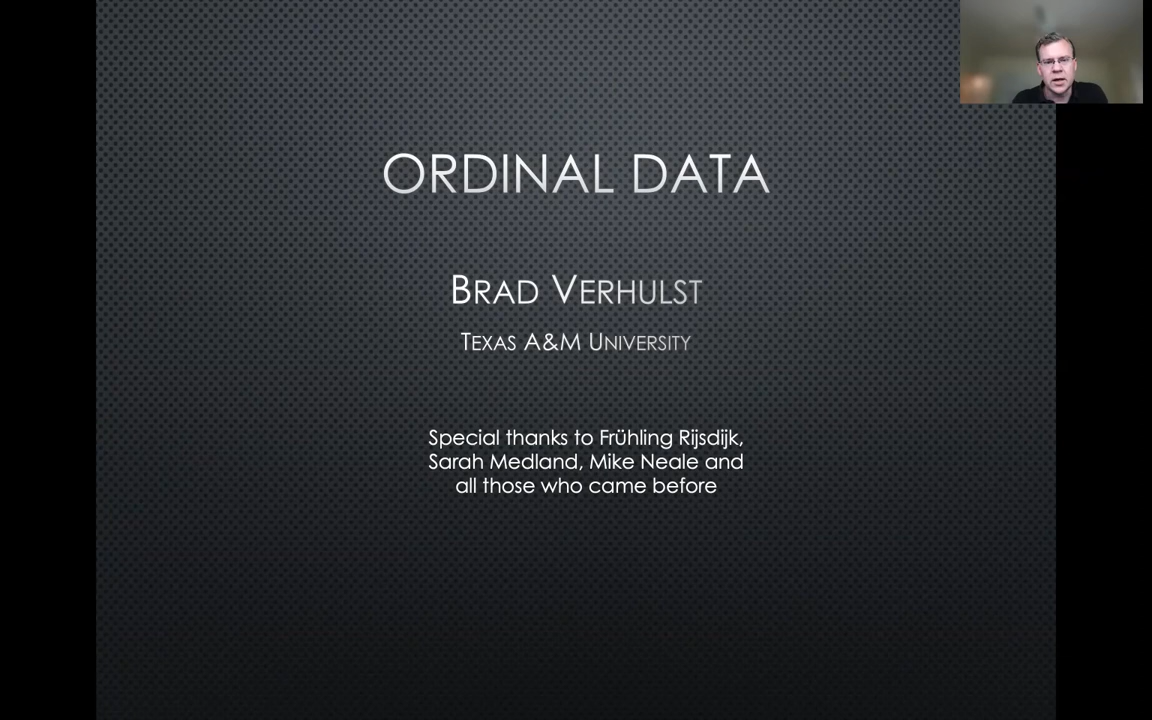 ORDINAL DATA
BRAD VERHULST
TEXAS A&M UNIVERSITY
Special thanks to Frühling Rijsdijk,
Sarah Medland, Mike Neale and
all those who came before